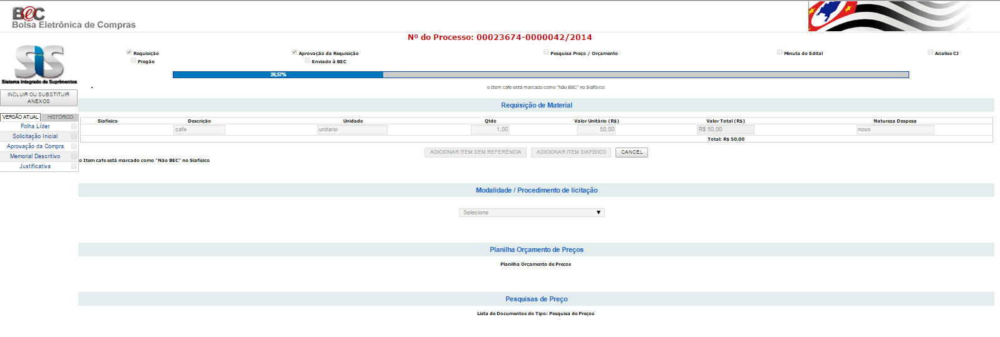 BEC
Bolsa Eletrônica de Compras
Nº do Processo: 00023674-0000042/2014
SIS
Sistema Integrado de Suprimentos
Requisição Aprovação da Requisição Pesquisa Preço / Orçamento Minuta do Edital Analise CJ
Pregão Enviado à BEC
28,57%
o Item cafe está marcado como "Não BEC" no Siafísico
INCLUIR OU SUBSTITUIR ANEXOS
VERSÃO ATUAL HISTÓRICO
Folha Líder
Solicitação Inicial
Aprovação da Compra
Memorial Descritivo
Justificativa
Requisição de Material
Siafísico Descrição Unidade Qtde Valor Unitário (R$) Valor Total (R$) Natureza Despesa
cafe unitario 1,00 50,00 R$ 50,00 novo
Total: R$ 50,00
ADICIONAR ITEM SEM REFERÊNCIA ADICIONAR ITEM SIAFÍSICO CANCEL
o Item cafe está marcado como "Não BEC" no Siafísico
Modalidade / Procedimento de licitação
Selecione
Planilha Orçamento de Preços
Planilha Orçamento de Preços
Pesquisas de Preço
Lista de Documentos do Tipo: Pesquisa de Preços